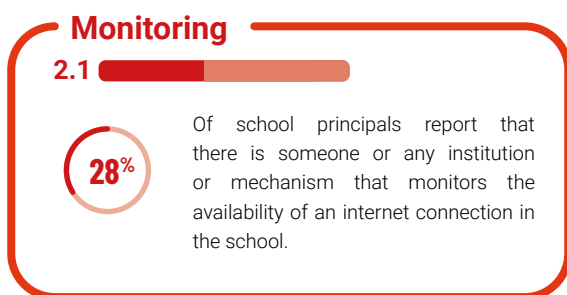 Monitoring
2.1
28%
Of school principals report that
there is someone or any institution
or mechanism that monitors the
availability of an internet connection in
the school.